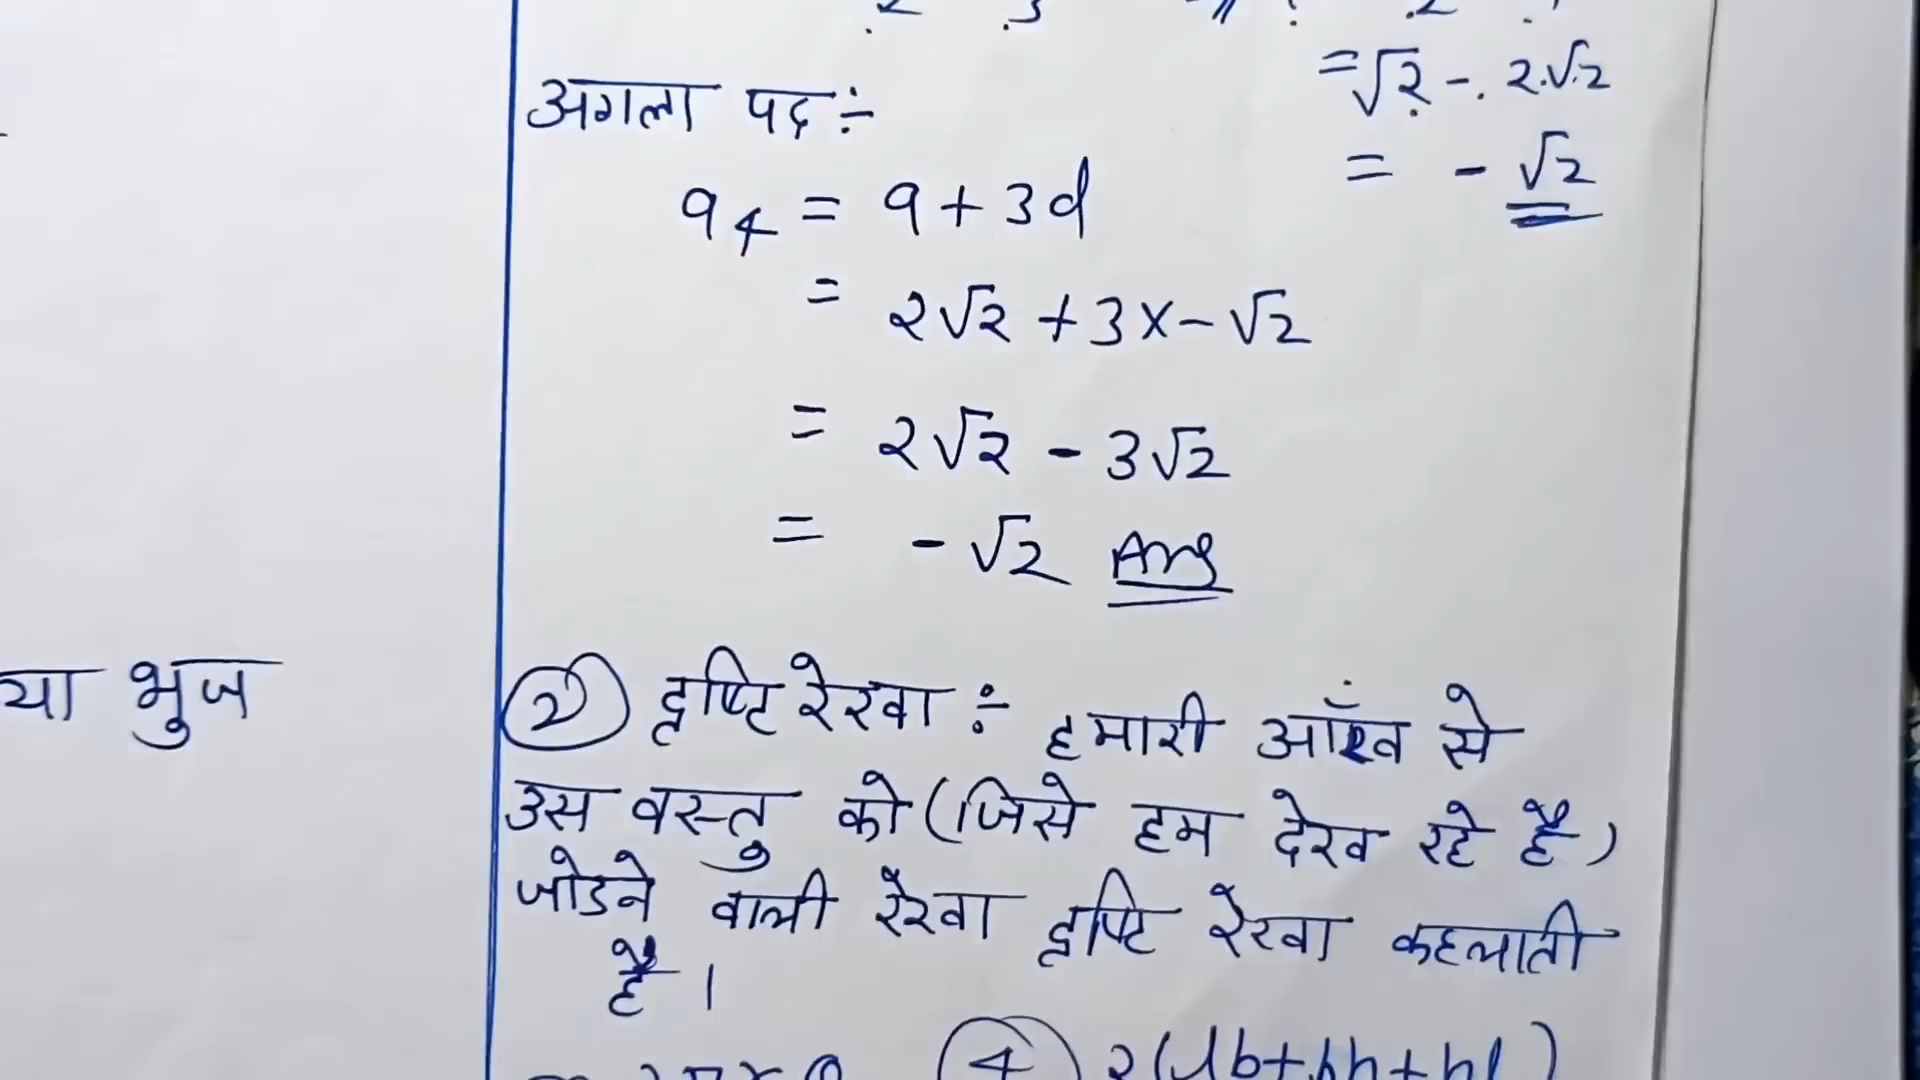 = √2 - 2√2
= - √2
अगला पद ÷
a4 = a + 3d
= 2√2 + 3x - √2
= 2√2 - 3√2
= - √2 Ans
या भुज
② दृष्टि रेखा ÷ हमारी आँख से
उस वस्तु को (जिसे हम देख रहे है)
जोडने वाली रेखा दृष्टि रेखा कहलाती
है ।
④ 2(lb+bh+hl)